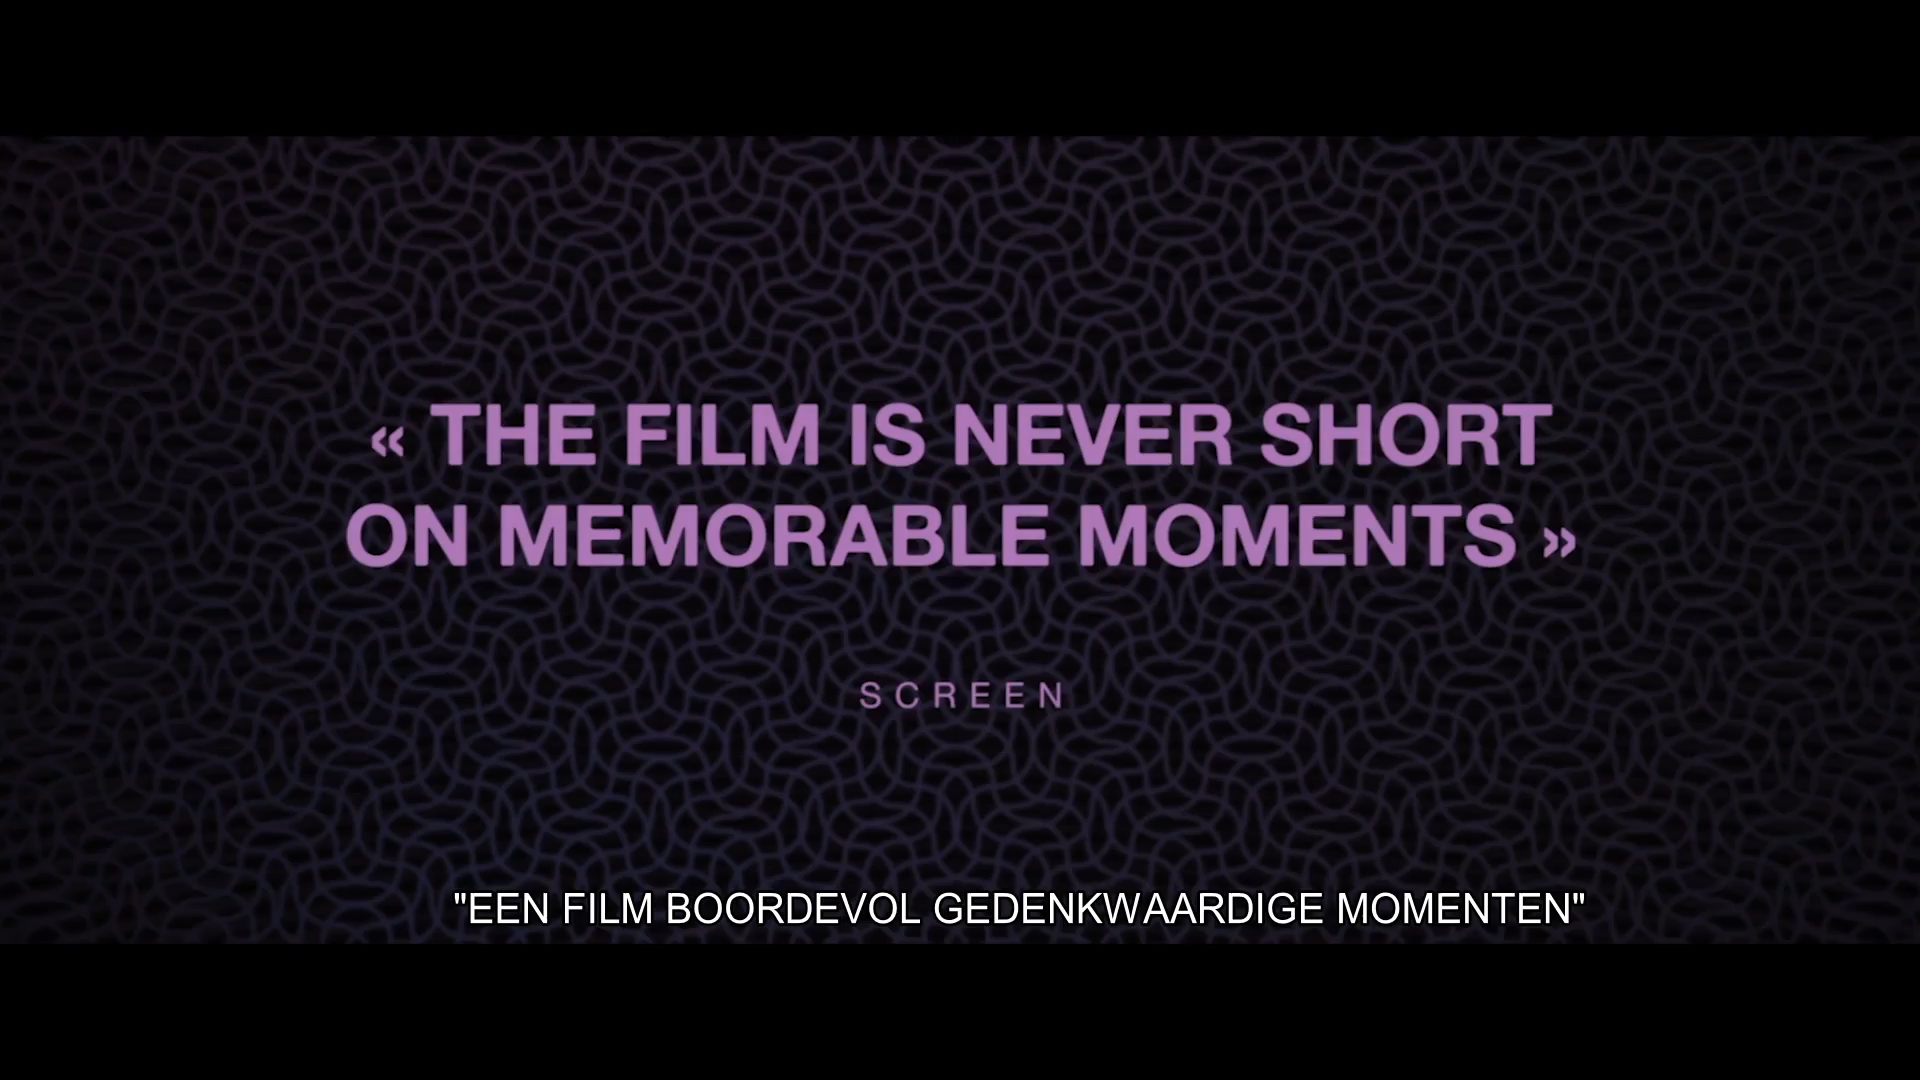 « THE FILM IS NEVER SHORT
ON MEMORABLE MOMENTS »
SCREEN
"EEN FILM BOORDEVOL GEDENKWAARDIGE MOMENTEN"